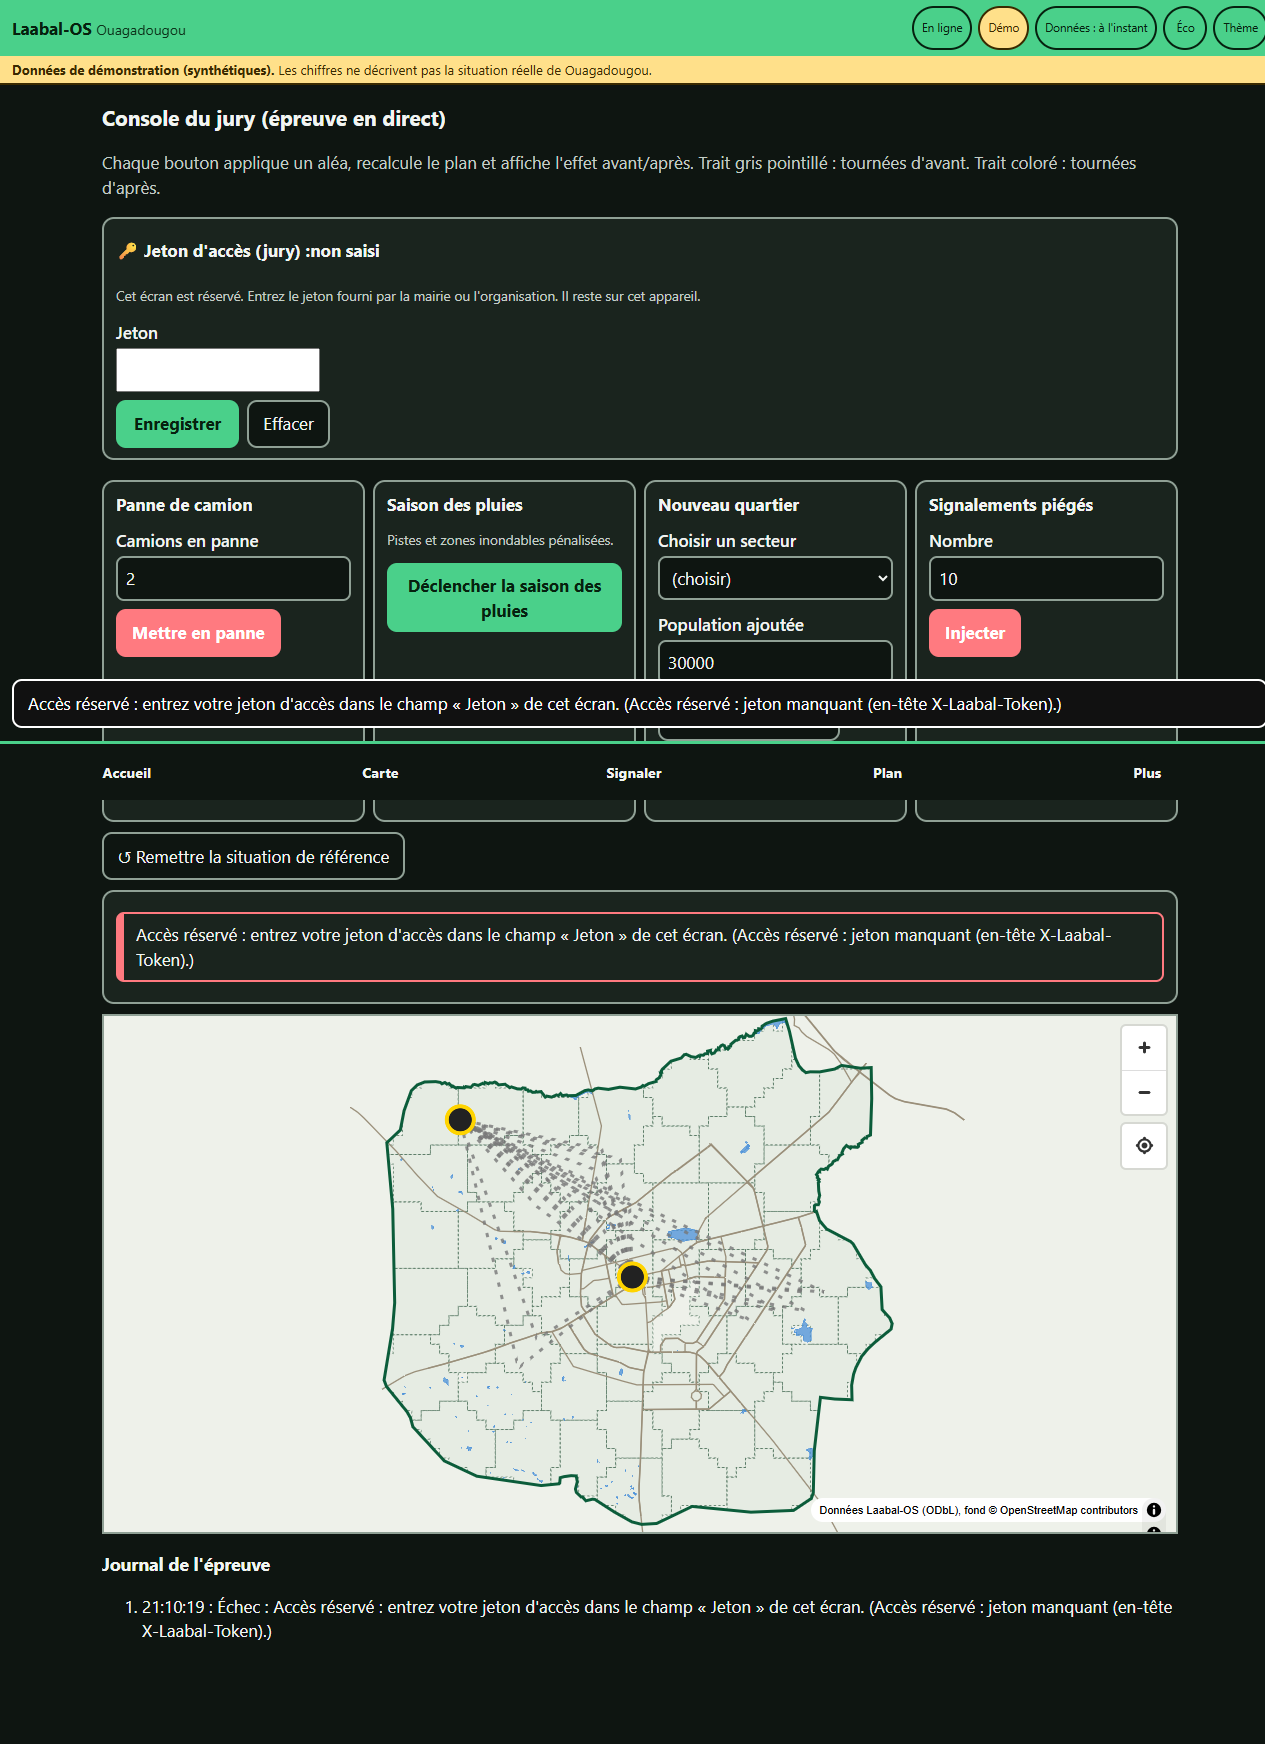 Laabal-OS Ouagadougou
En ligne
Démo
Données : à l'instant
Éco
Thème
Données de démonstration (synthétiques). Les chiffres ne décrivent pas la situation réelle de Ouagadougou.
Console du jury (épreuve en direct)
Chaque bouton applique un aléa, recalcule le plan et affiche l'effet avant/après. Trait gris pointillé : tournées d'avant. Trait coloré : tournées
d'après.
🔑 Jeton d'accès (jury) :non saisi
Cet écran est réservé. Entrez le jeton fourni par la mairie ou l'organisation. Il reste sur cet appareil.
Jeton
Enregistrer
Effacer
Panne de camion
Camions en panne
2
Mettre en panne
Saison des pluies
Pistes et zones inondables pénalisées.
Déclencher la saison des
pluies
Nouveau quartier
Choisir un secteur
(choisir)
Population ajoutée
30000
Signalements piégés
Nombre
10
Injecter
Accès réservé : entrez votre jeton d'accès dans le champ « Jeton » de cet écran. (Accès réservé : jeton manquant (en-tête X-Laabal-Token).)
Accueil
Carte
Signaler
Plan
Plus
↺ Remettre la situation de référence
Accès réservé : entrez votre jeton d'accès dans le champ « Jeton » de cet écran. (Accès réservé : jeton manquant (en-tête X-Laabal-
Token).)
Données Laabal-OS (ODbL), fond © OpenStreetMap contributors
Journal de l'épreuve
1. 21:10:19 : Échec : Accès réservé : entrez votre jeton d'accès dans le champ « Jeton » de cet écran. (Accès réservé : jeton manquant (en-tête
X-Laabal-Token).)